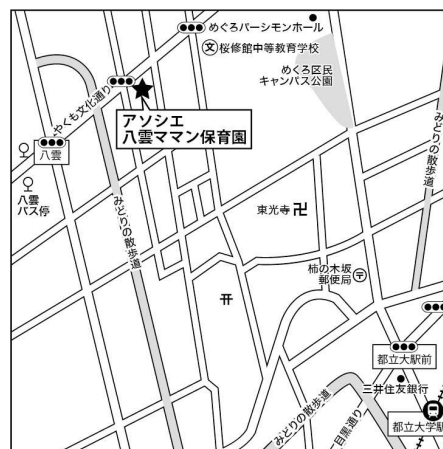 めぐろパーシモンホール
文 桜修館中等教育学校
めぐろ区民
キャンパス公園
やくも文化通り
アソシエ
八雲ママン保育園
八雲
八雲
バス停
みどりの散歩道
みどりの散歩道
東光寺
柿の木坂
郵便局
都立大駅前
三井住友銀行
みどりの散歩道
目黒通り
都立大学駅